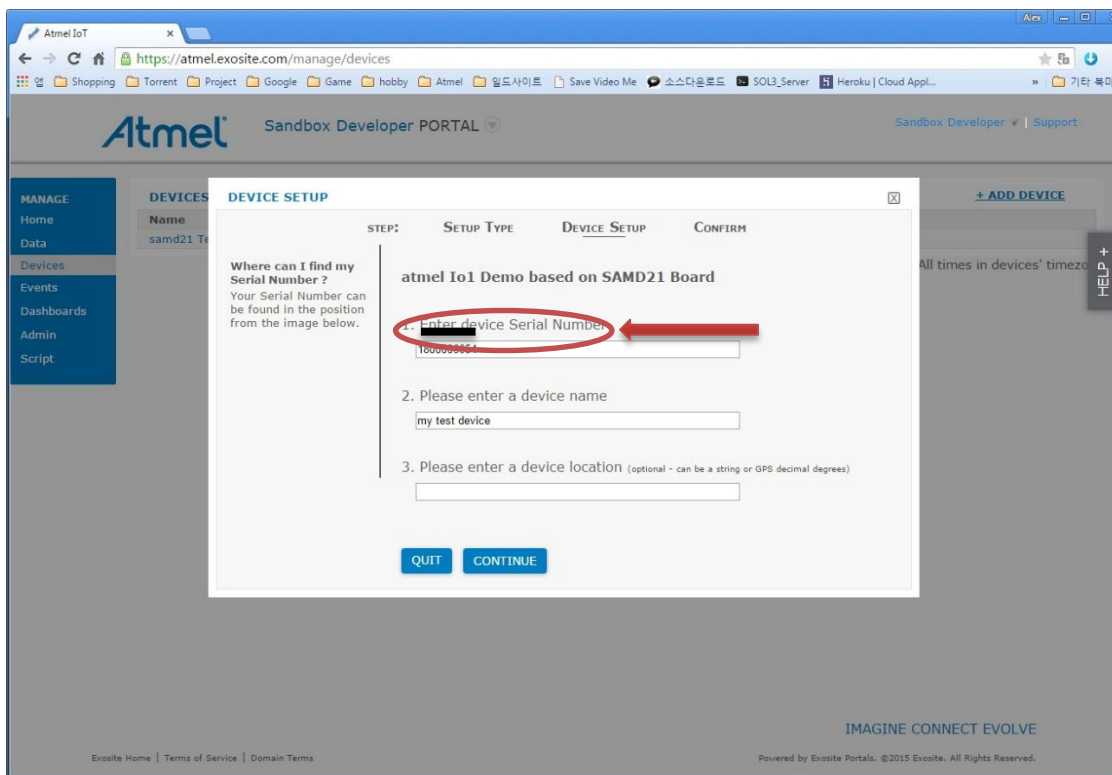 Alex
Atmel IoT
https://atmel.exosite.com/manage/devices
앱 Shopping Torrent Project Google Game hobby Atmel 일드사이트 Save Video Me 소스다운로드 SOL3_Server Heroku | Cloud Appl... » 기타 북마
Atmel Sandbox Developer PORTAL
Sandbox Developer | Support
MANAGE
Home
Data
Devices
Events
Dashboards
Admin
Script
DEVICES
+ ADD DEVICE
Name
samd21 Te
All times in devices' timezo
HELP +
DEVICE SETUP
STEP: SETUP TYPE DEVICE SETUP CONFIRM
Where can I find my
Serial Number ?
Your Serial Number can
be found in the position
from the image below.
atmel Io1 Demo based on SAMD21 Board
1. Enter device Serial Number
2. Please enter a device name
my test device
3. Please enter a device location (optional - can be a string or GPS decimal degrees)
QUIT CONTINUE
IMAGINE CONNECT EVOLVE
Exosite Home | Terms of Service | Domain Terms
Powered by Exosite Portals. ©2015 Exosite. All Rights Reserved.